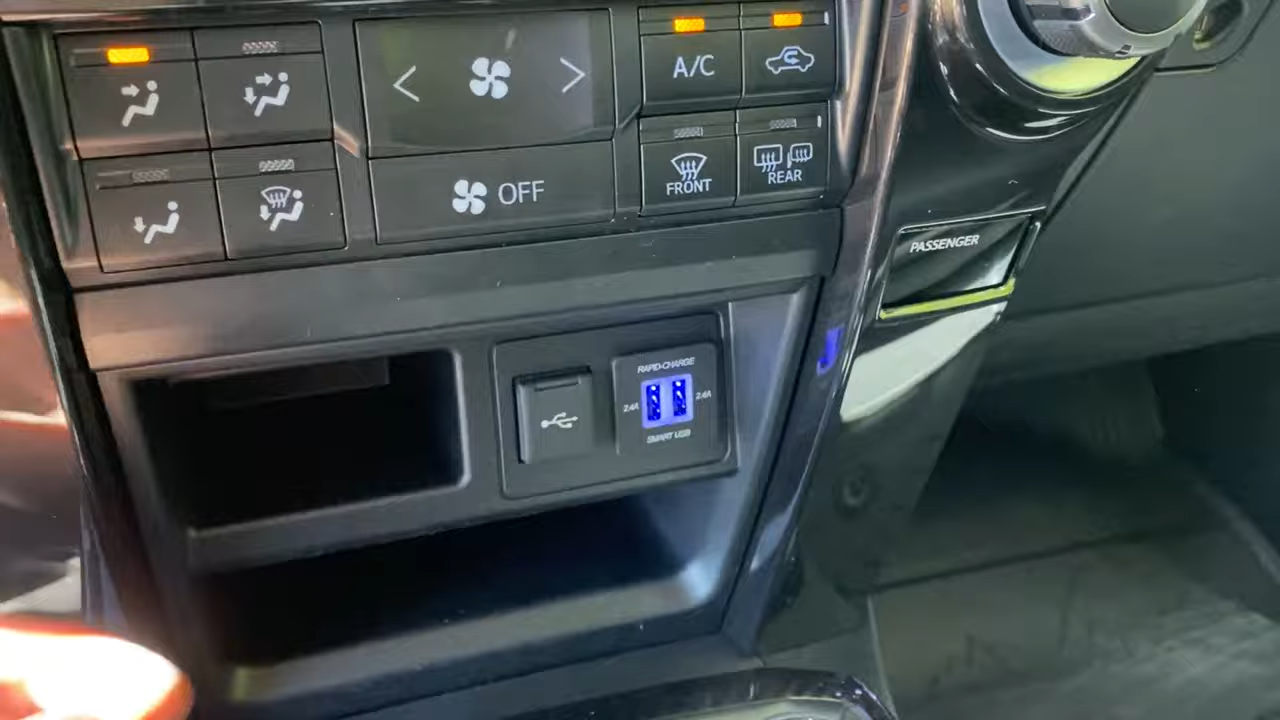 A/C
OFF
FRONT
REAR
PASSENGER
RAPID-CHARGE
2.4A
2.4A
SMART USB